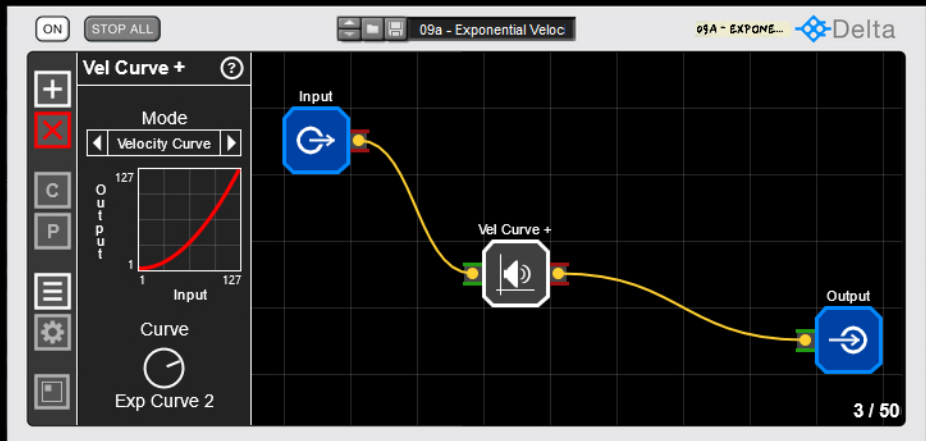 ON
STOP ALL
09a - Exponential Veloc
09A - EXPONE...
Delta
Vel Curve +
?
Mode
Velocity Curve
127
Output
1
1
127
Input
Curve
Exp Curve 2
C
P
Input
Vel Curve +
Output
3 / 50